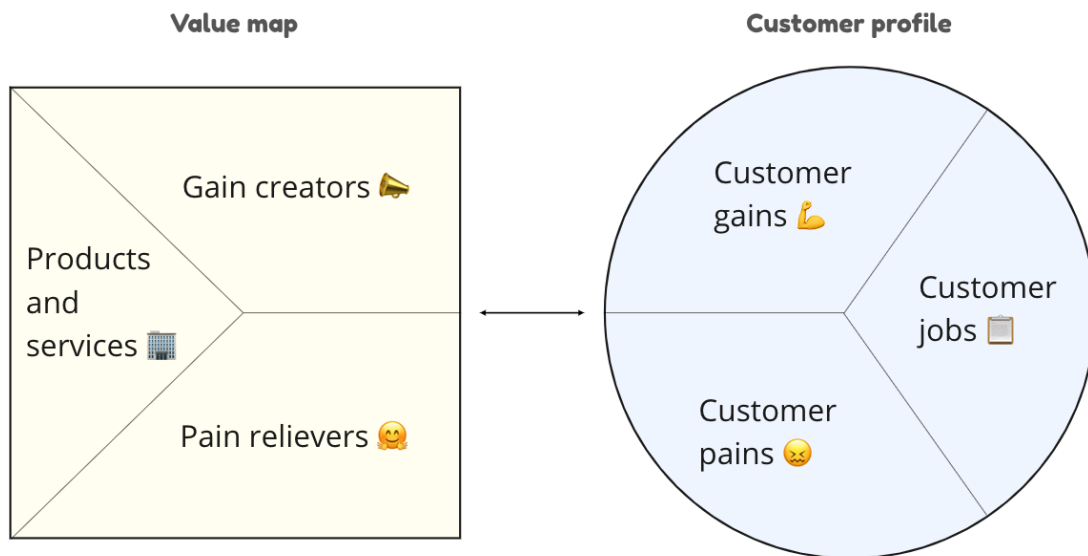 Value map
Customer profile
Gain creators 📣
Products
and
services 🏢
Pain relievers 🤗
Customer
gains 💪
Customer
jobs 📋
Customer
pains 😖